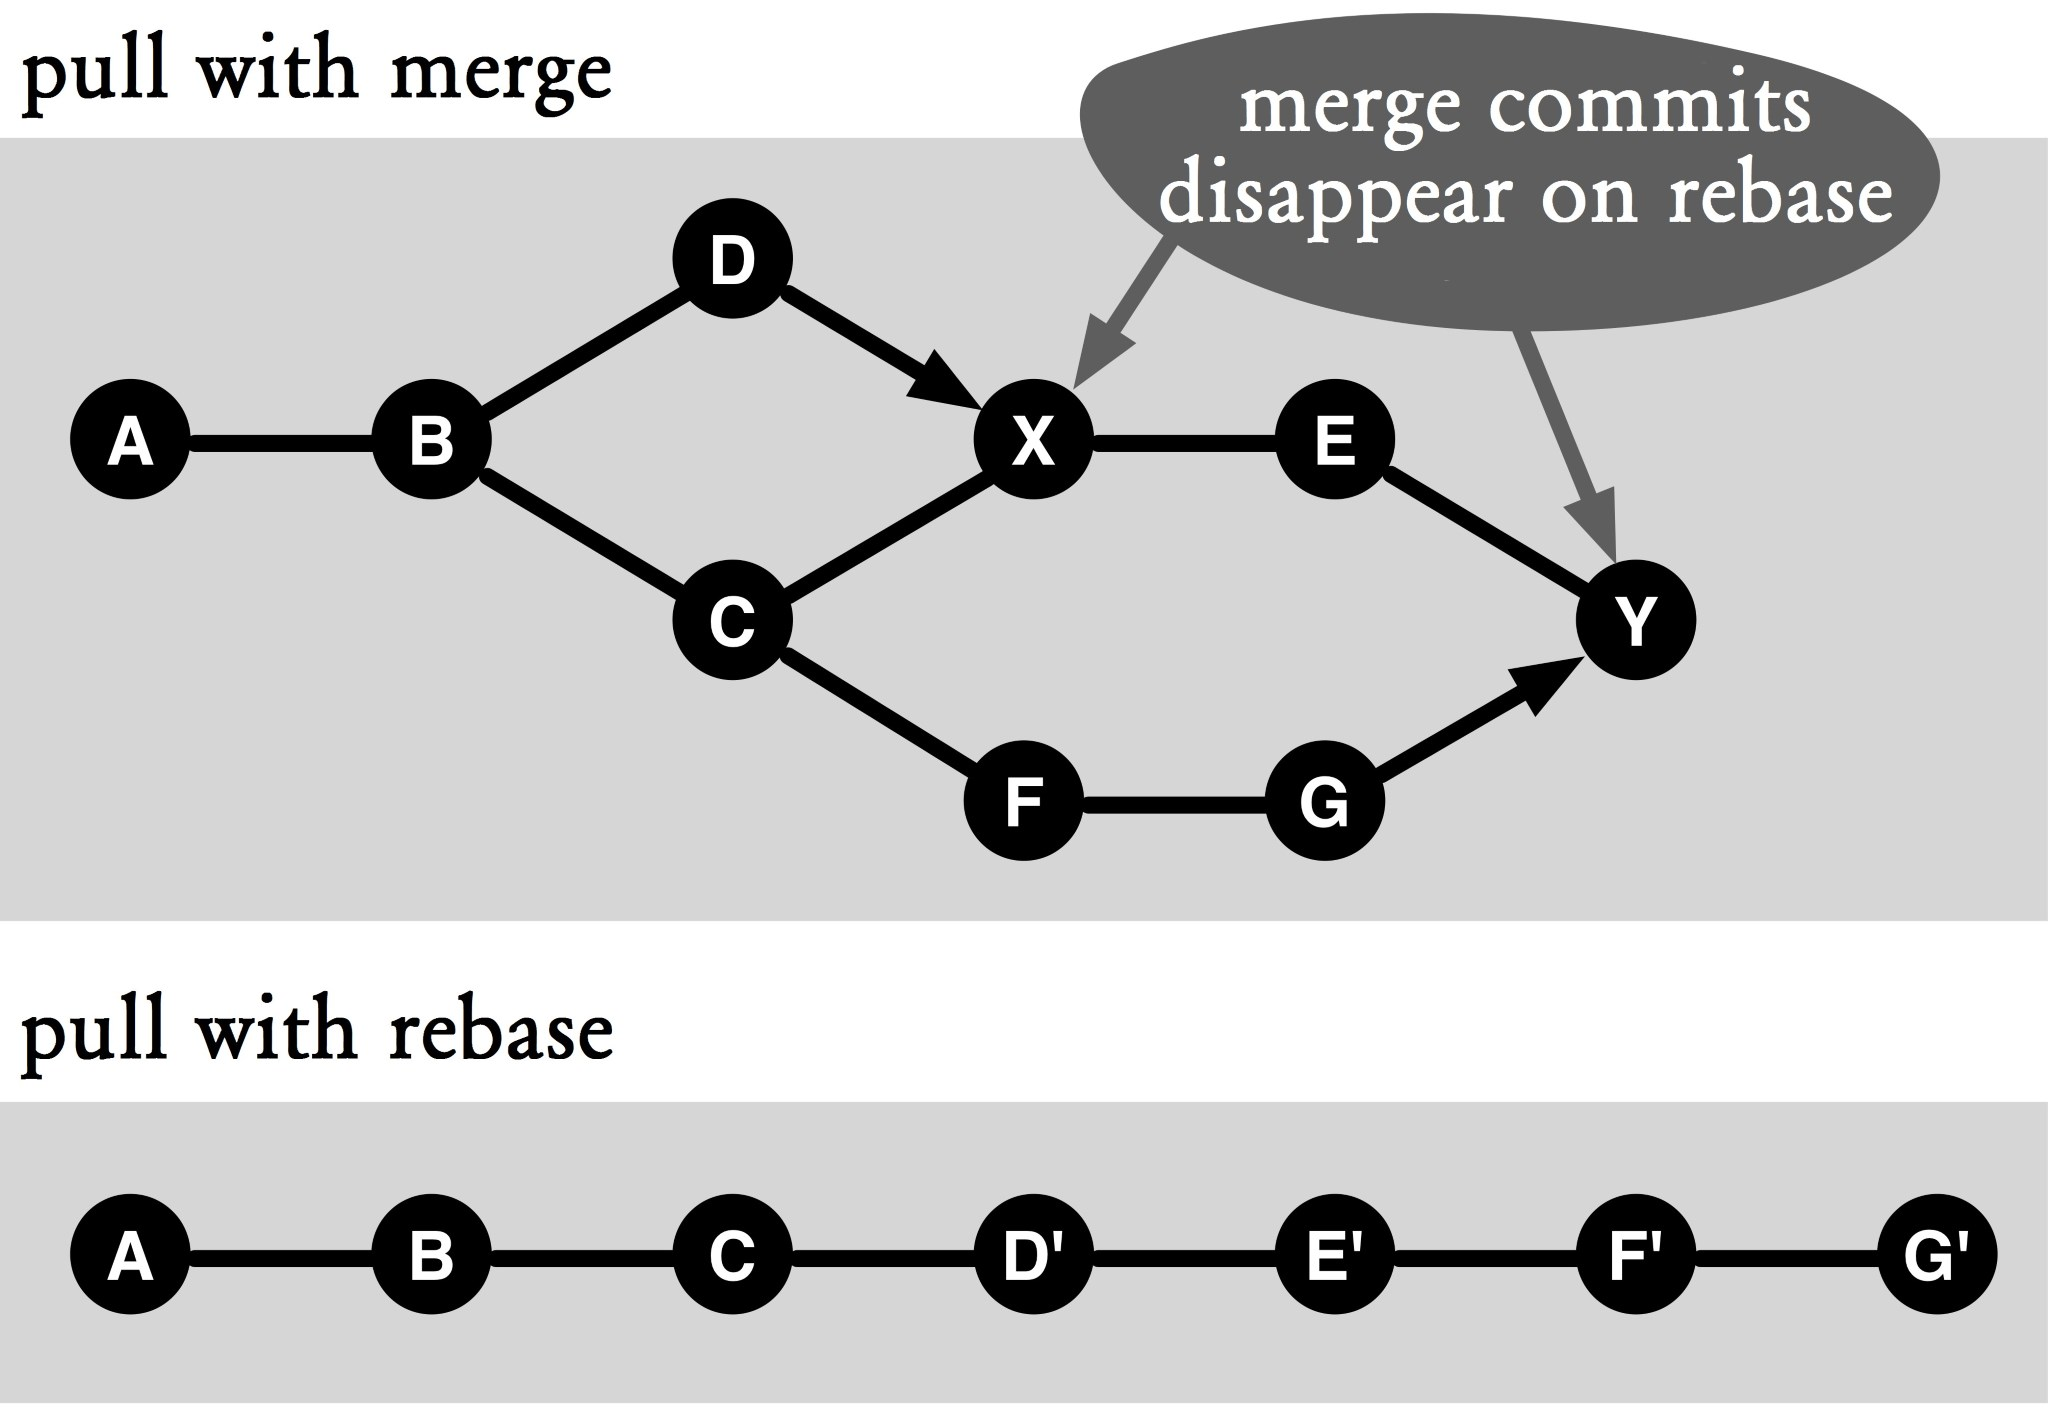 pull with merge
merge commits
disappear on rebase
D
A B X E
C Y
F G
pull with rebase
A B C D' E' F' G'